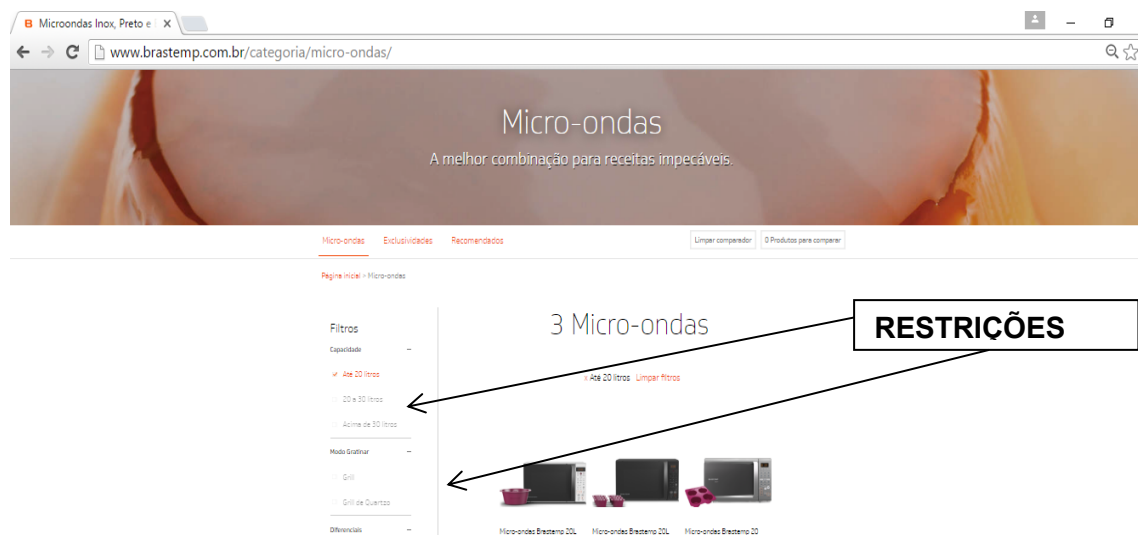 B Microondas Inox, Preto e
www.brastemp.com.br/categoria/micro-ondas/
Micro-ondas
A melhor combinação para receitas impecáveis.
Micro-ondas Exclusividades Recomendados Limpar comparador 0 Produtos para comparar
Página inicial > Micro-ondas
3 Micro-ondas
RESTRIÇÕES
Filtros
Capacidade –
Até 20 litros
x Até 20 litros Limpar filtros
20 a 30 litros
Acima de 30 litros
Modo Gratinar –
Grill
Grill de Quartzo
Diferenciais –
Micro-ondas Brastemp 20L Micro-ondas Brastemp 20L Micro-ondas Brastemp 20